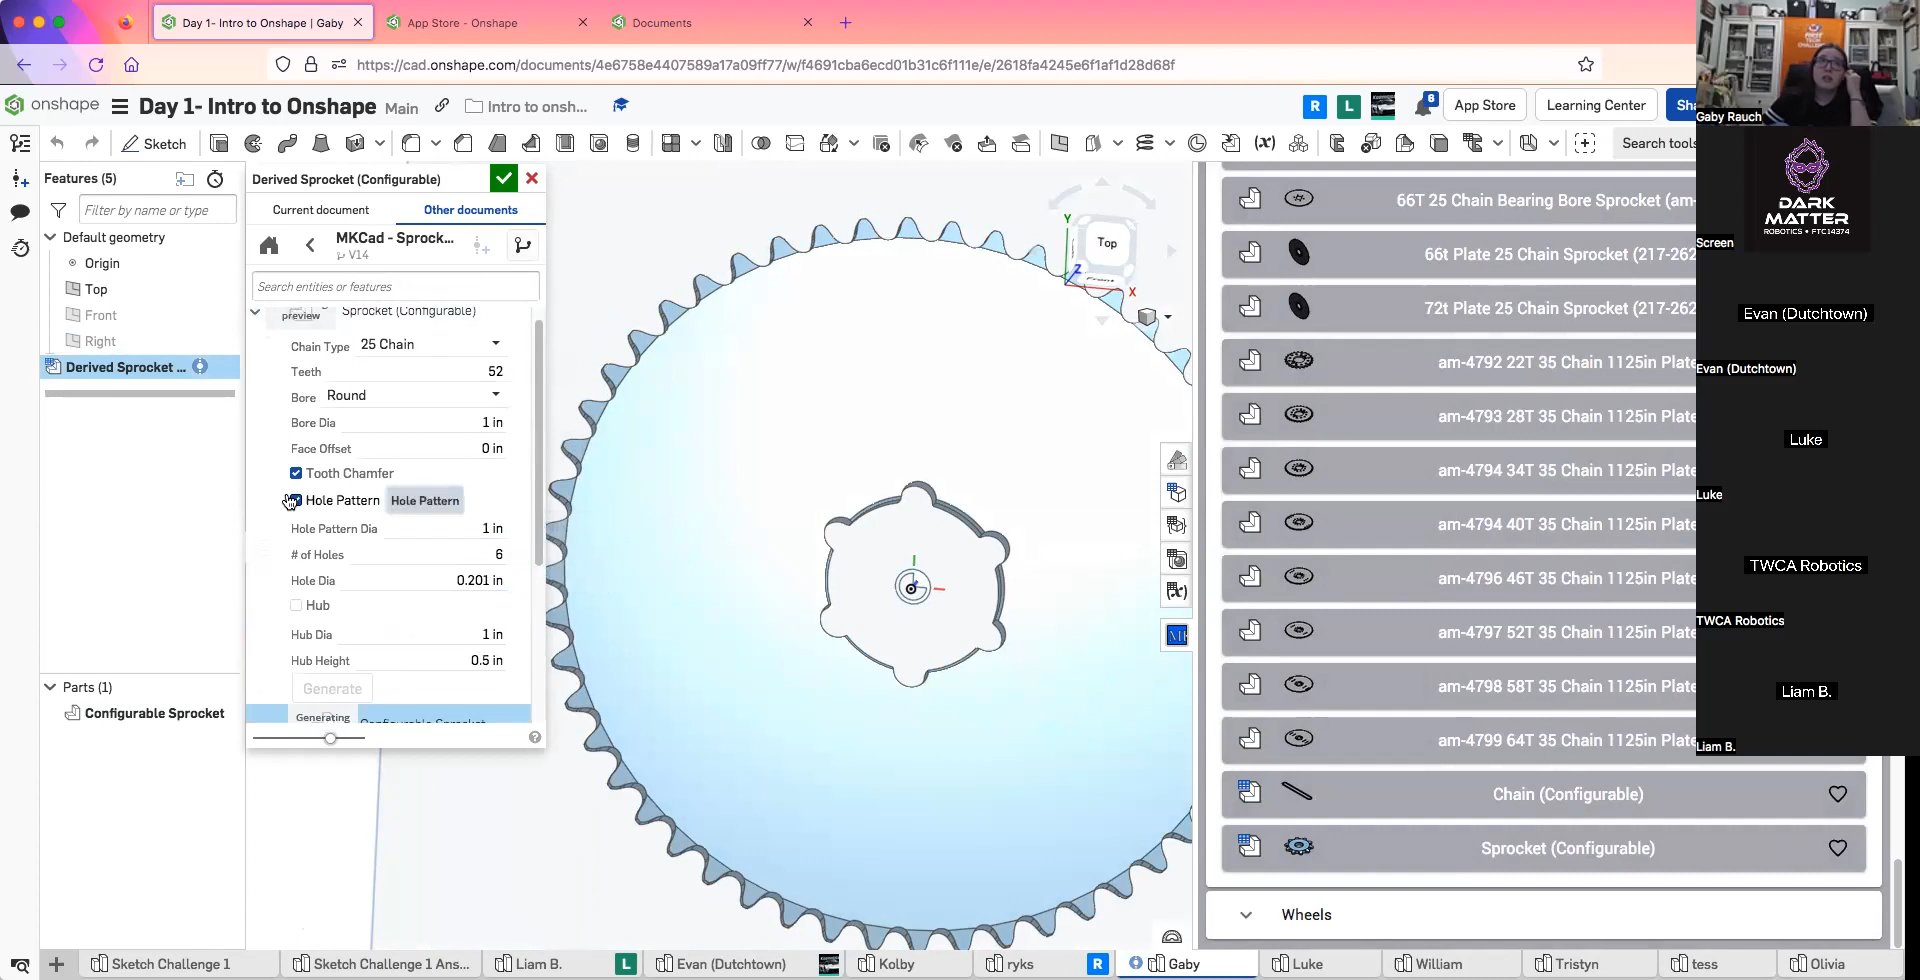 Day 1- Intro to Onshape | Gaby
App Store - Onshape
Documents
https://cad.onshape.com/documents/4e6758e4407589a17a09ff77/w/f4691cba6ecd01b31c6f111e/e/2618fa4245e6f1af1d28d68f
onshape
Day 1- Intro to Onshape
Main
Intro to onsh...
R
L
6
App Store
Learning Center
Sha
Sketch
(x)
Search tools
Features (5)
Filter by name or type
Default geometry
Origin
Top
Front
Right
Derived Sprocket ...
Parts (1)
Configurable Sprocket
Derived Sprocket (Configurable)
Current document
Other documents
MKCad - Sprock...
V14
Search entities or features
preview
Sprocket (Configurable)
Chain Type 25 Chain
Teeth 52
Bore Round
Bore Dia 1 in
Face Offset 0 in
Tooth Chamfer
Hole Pattern
Hole Pattern
Hole Pattern Dia 1 in
# of Holes 6
Hole Dia 0.201 in
Hub
Hub Dia 1 in
Hub Height 0.5 in
Generate
Generating
Configurable Sprocket
Y
Top
Z
Front
X
66T 25 Chain Bearing Bore Sprocket (am-
66t Plate 25 Chain Sprocket (217-262
72t Plate 25 Chain Sprocket (217-262
am-4792 22T 35 Chain 1125in Plate
am-4793 28T 35 Chain 1125in Plate
am-4794 34T 35 Chain 1125in Plate
am-4794 40T 35 Chain 1125in Plate
am-4796 46T 35 Chain 1125in Plate
am-4797 52T 35 Chain 1125in Plate
am-4798 58T 35 Chain 1125in Plate
am-4799 64T 35 Chain 1125in Plate
Chain (Configurable)
Sprocket (Configurable)
Wheels
Gaby Rauch
DARK
MATTER
ROBOTICS • FTC14374
Screen
Evan (Dutchtown)
Evan (Dutchtown)
Luke
Luke
TWCA Robotics
TWCA Robotics
Liam B.
Liam B.
Sketch Challenge 1
Sketch Challenge 1 Ans...
Liam B.
L
Evan (Dutchtown)
Kolby
ryks
R
Gaby
Luke
William
Tristyn
tess
Olivia